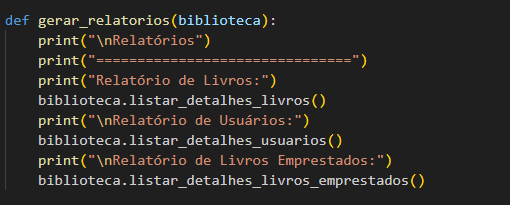 def gerar_relatorios(biblioteca):
    print("\nRelatórios")
    print("===============================")
    print("Relatório de Livros:")
    biblioteca.listar_detalhes_livros()
    print("\nRelatório de Usuários:")
    biblioteca.listar_detalhes_usuarios()
    print("\nRelatório de Livros Emprestados:")
    biblioteca.listar_detalhes_livros_emprestados()